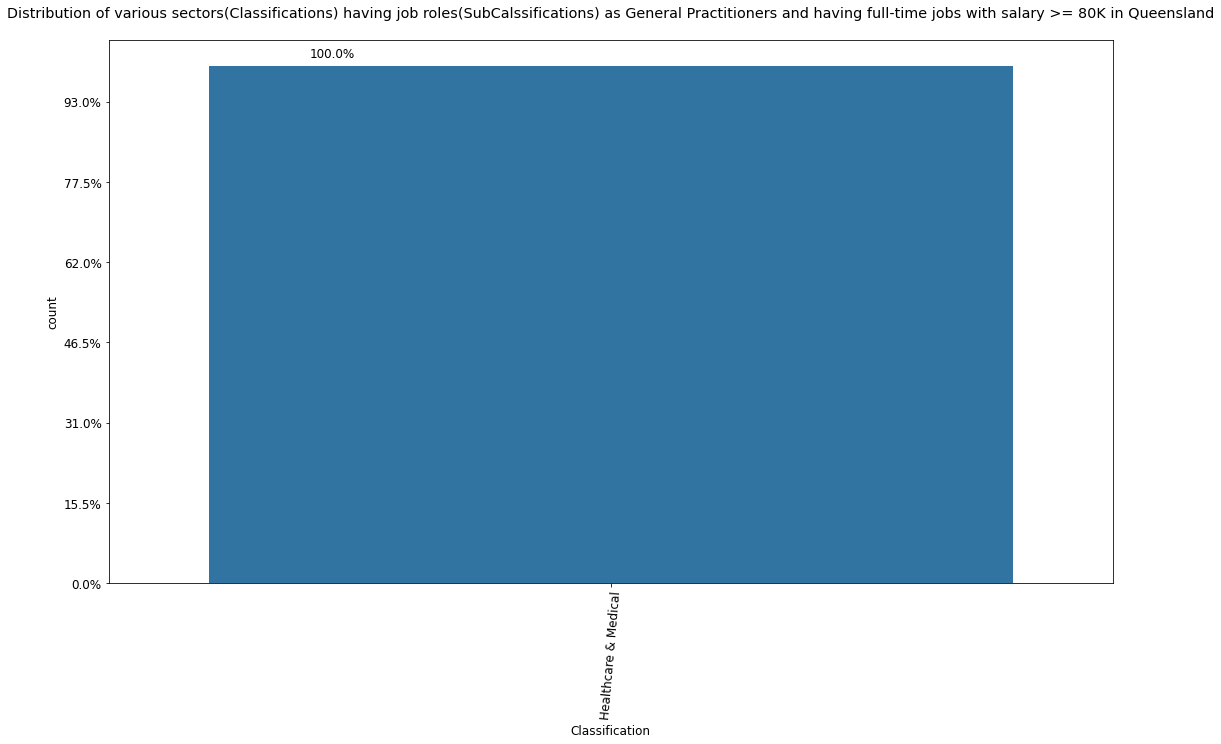 Distribution of various sectors(Classifications) having job roles(SubCalssifications) as General Practitioners and having full-time jobs with salary >= 80K in Queensland
100.0%
93.0%
77.5%
62.0%
46.5%
31.0%
15.5%
0.0%
count
Healthcare & Medical
Classification